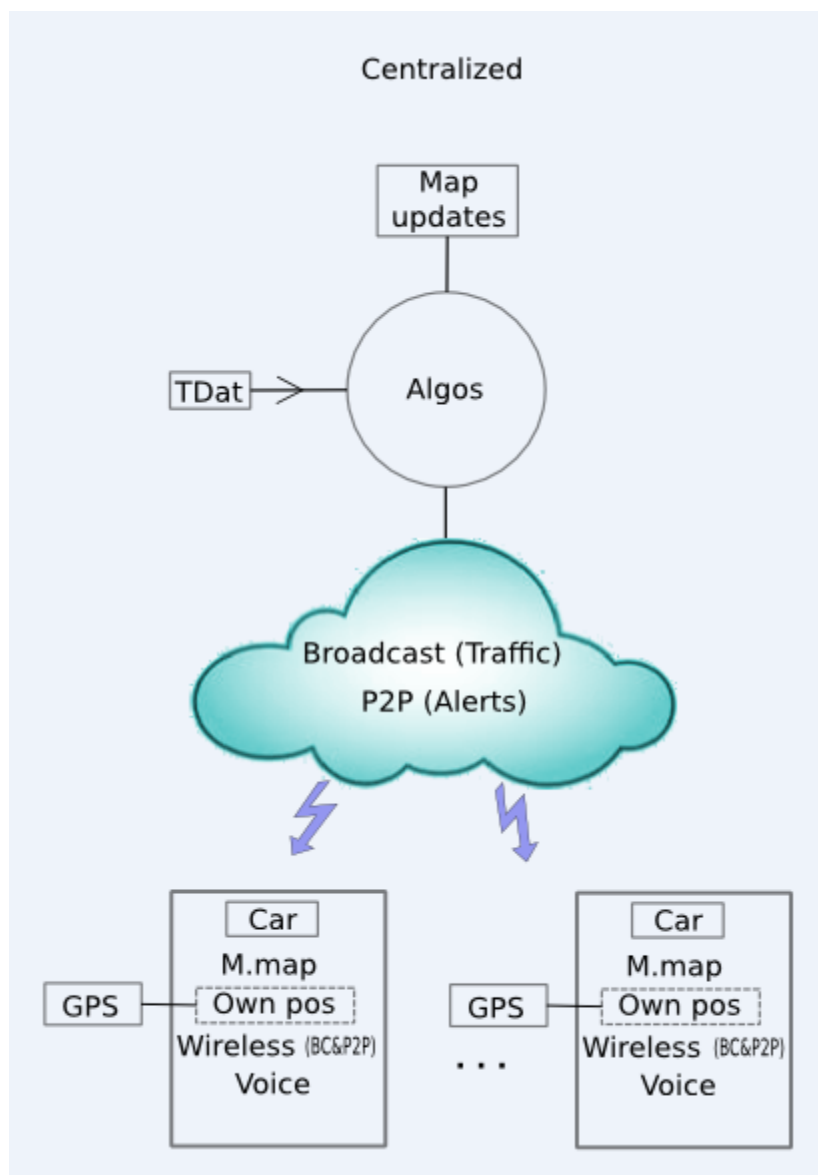 Centralized
Map
updates
TDat
Algos
Broadcast (Traffic)
P2P (Alerts)
Car
M.map
GPS
Own pos
Wireless (BC&P2P)
Voice
...
Car
M.map
GPS
Own pos
Wireless (BC&P2P)
Voice